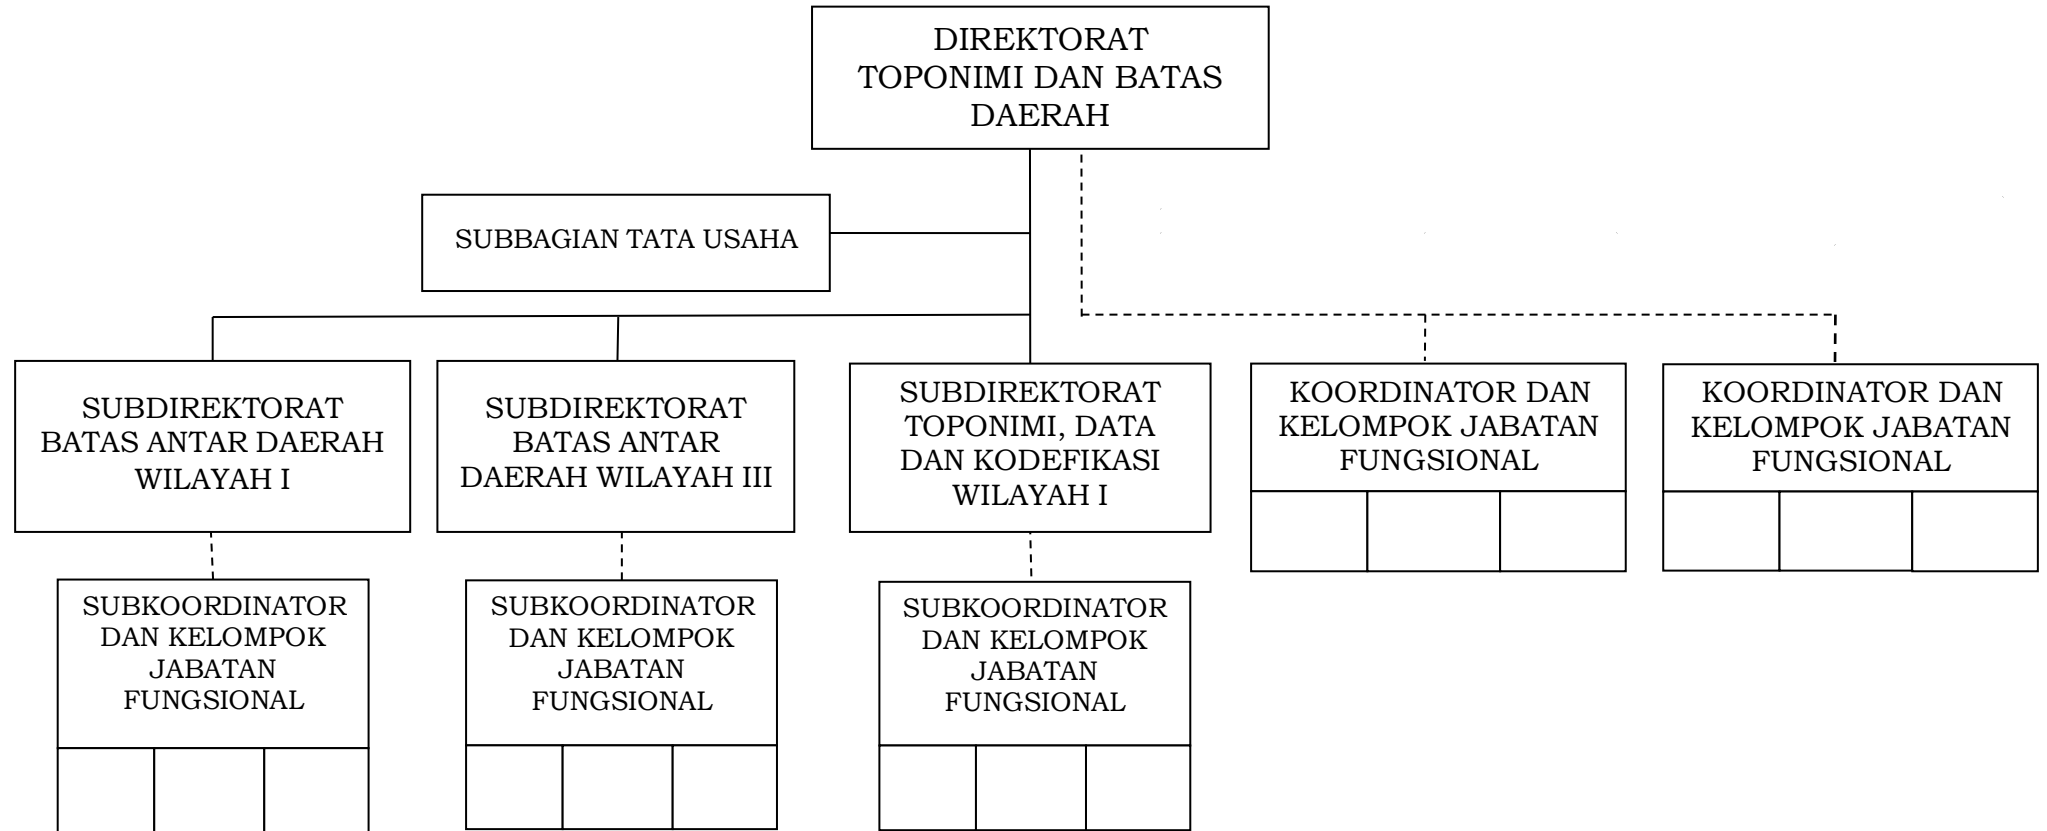 DIREKTORAT
TOPONIMI DAN BATAS
DAERAH
SUBBAGIAN TATA USAHA
SUBDIREKTORAT
BATAS ANTAR DAERAH
WILAYAH I
SUBDIREKTORAT
BATAS ANTAR
DAERAH WILAYAH III
SUBDIREKTORAT
TOPONIMI, DATA
DAN KODEFIKASI
WILAYAH I
KOORDINATOR DAN
KELOMPOK JABATAN
FUNGSIONAL
KOORDINATOR DAN
KELOMPOK JABATAN
FUNGSIONAL
SUBKOORDINATOR
DAN KELOMPOK
JABATAN
FUNGSIONAL
SUBKOORDINATOR
DAN KELOMPOK
JABATAN
FUNGSIONAL
SUBKOORDINATOR
DAN KELOMPOK
JABATAN
FUNGSIONAL